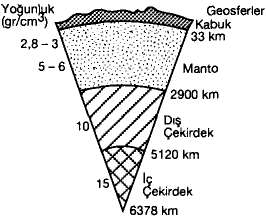 Yoğunluk
(gr/cm³)
Geosferler
Kabuk
2,8 – 3
33 km
5 – 6
Manto
2900 km
10
Dış
Çekirdek
5120 km
15
İç
Çekirdek
6378 km